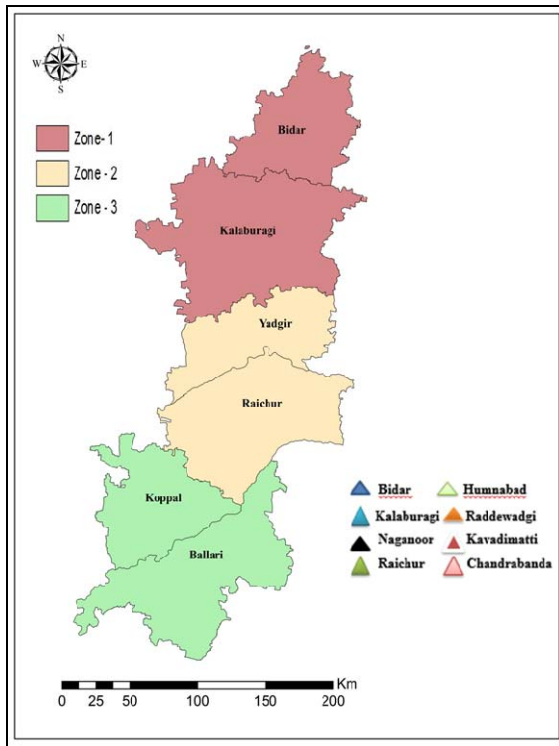 N
W E
S
Zone- 1
Zone - 2
Zone - 3
Bidar
Kalaburagi
Yadgir
Raichur
Koppal
Ballari
Bidar Humnabad
Kalaburagi Raddewadgi
Naganoor Kavadimatti
Raichur Chandrabanda
Km
0 25 50 100 150 200